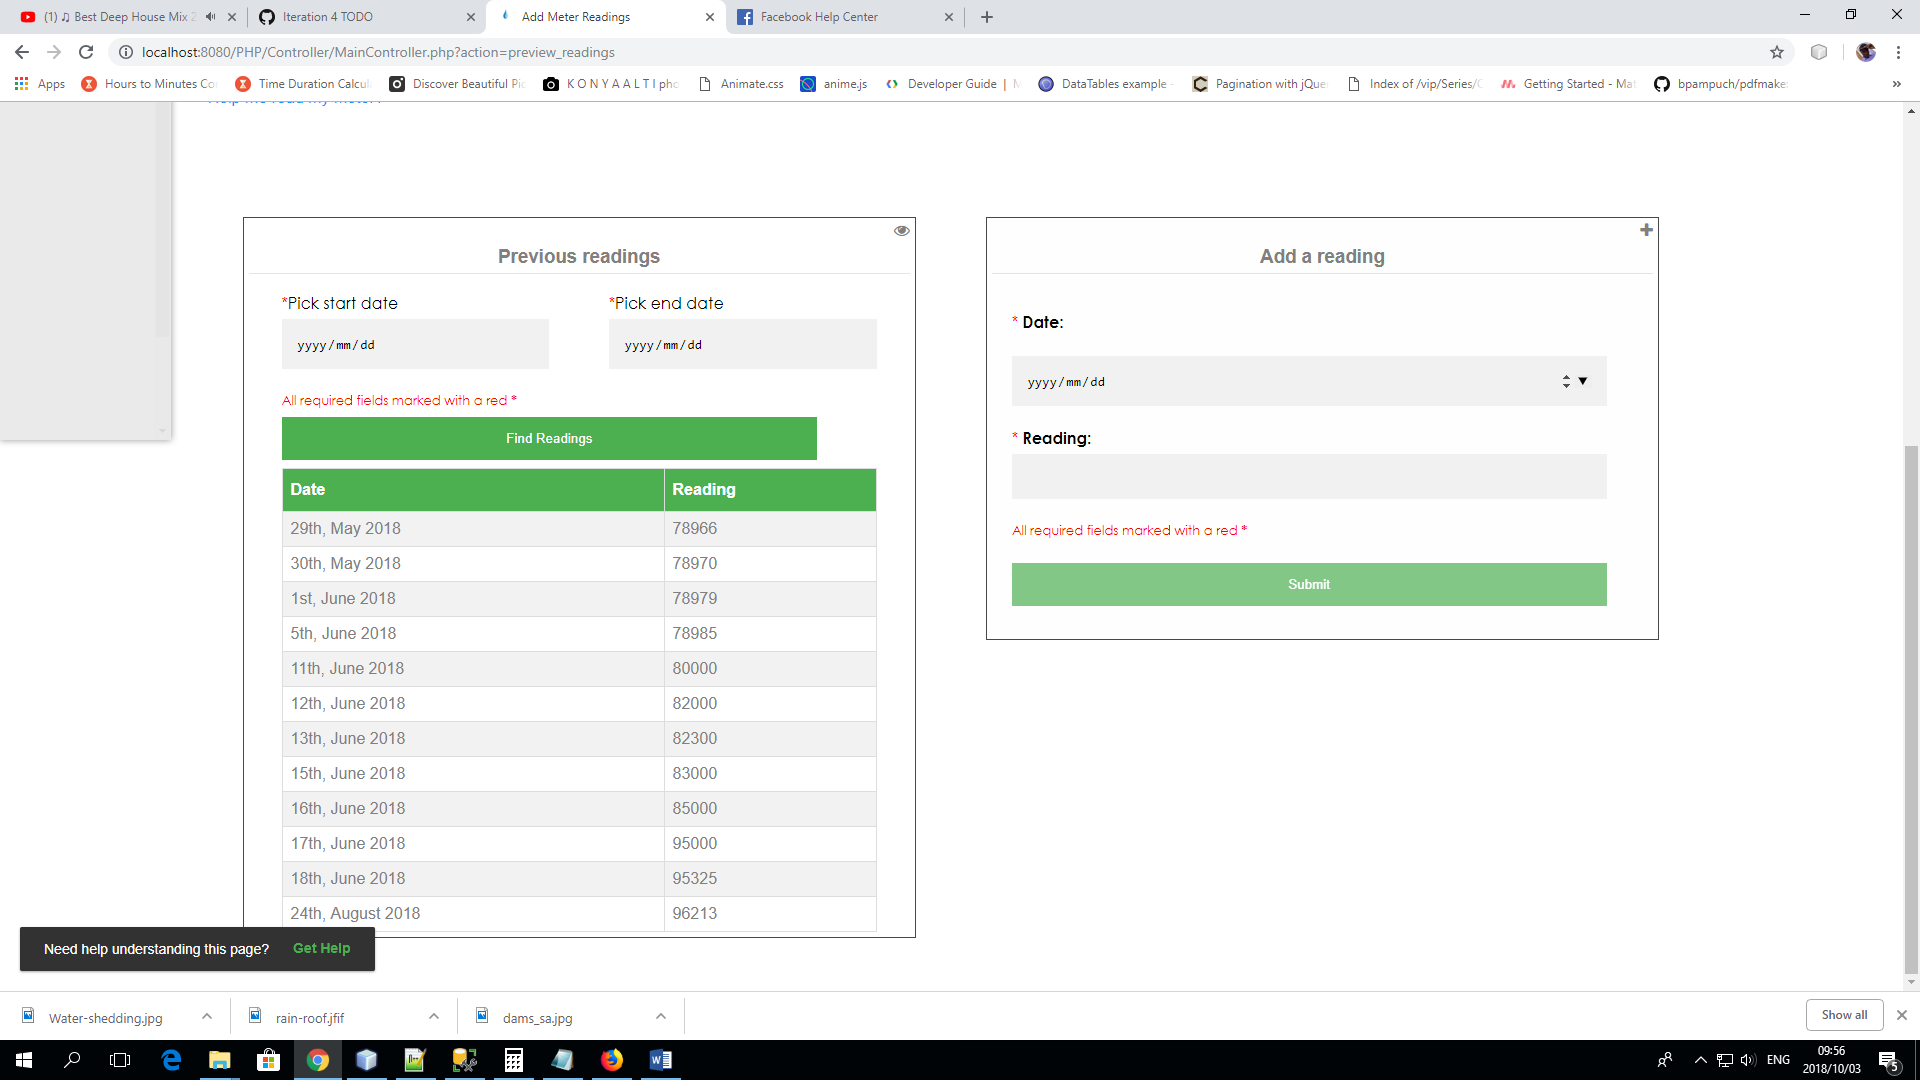 (1) ♫ Best Deep House Mix 2
Iteration 4 TODO
Add Meter Readings
Facebook Help Center
localhost:8080/PHP/Controller/MainController.php?action=preview_readings
Apps
Hours to Minutes Co
Time Duration Calcul
Discover Beautiful Pic
K O N Y A A L T I pho
Animate.css
anime.js
Developer Guide | M
DataTables example -
Pagination with jQue
Index of /vip/Series/C
Getting Started - Mat
bpampuch/pdfmake:
»
Help me read my meter?
Previous readings
*Pick start date
*Pick end date
yyyy/mm/dd
yyyy/mm/dd
All required fields marked with a red *
Find Readings
Date Reading
29th, May 2018 78966
30th, May 2018 78970
1st, June 2018 78979
5th, June 2018 78985
11th, June 2018 80000
12th, June 2018 82000
13th, June 2018 82300
15th, June 2018 83000
16th, June 2018 85000
17th, June 2018 95000
18th, June 2018 95325
24th, August 2018 96213
Add a reading
* Date:
yyyy/mm/dd
* Reading:
All required fields marked with a red *
Submit
Need help understanding this page? Get Help
Water-shedding.jpg
rain-roof.jfif
dams_sa.jpg
Show all
ENG
09:56
2018/10/03
5